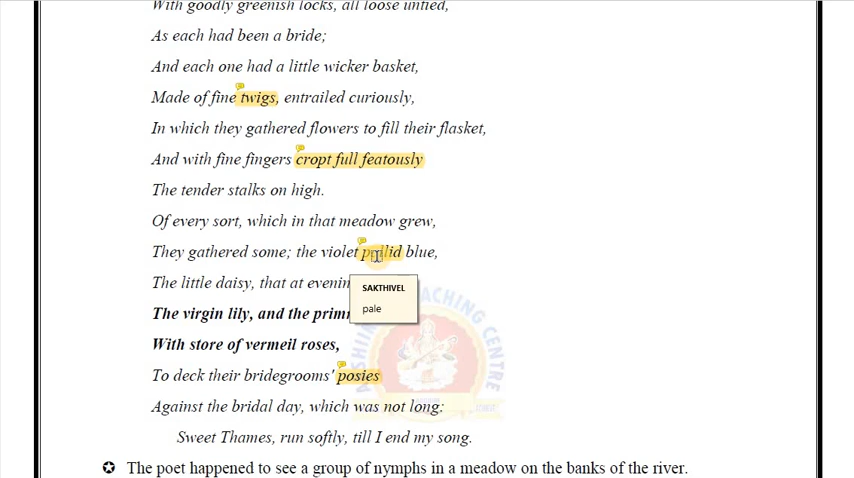 With goodly greenish locks, all loose untied,
As each had been a bride;
And each one had a little wicker basket,
Made of fine twigs, entrailed curiously,
In which they gathered flowers to fill their flasket,
And with fine fingers cropt full featously
The tender stalks on high.
Of every sort, which in that meadow grew,
They gathered some; the violet pallid blue,
The little daisy, that at evenin
SAKTHIVEL
pale
The virgin lily, and the prim
With store of vermeil roses,
To deck their bridegrooms' posies
Against the bridal day, which was not long:
Sweet Thames, run softly, till I end my song.
✪ The poet happened to see a group of nymphs in a meadow on the banks of the river.
ACHING CENTRE